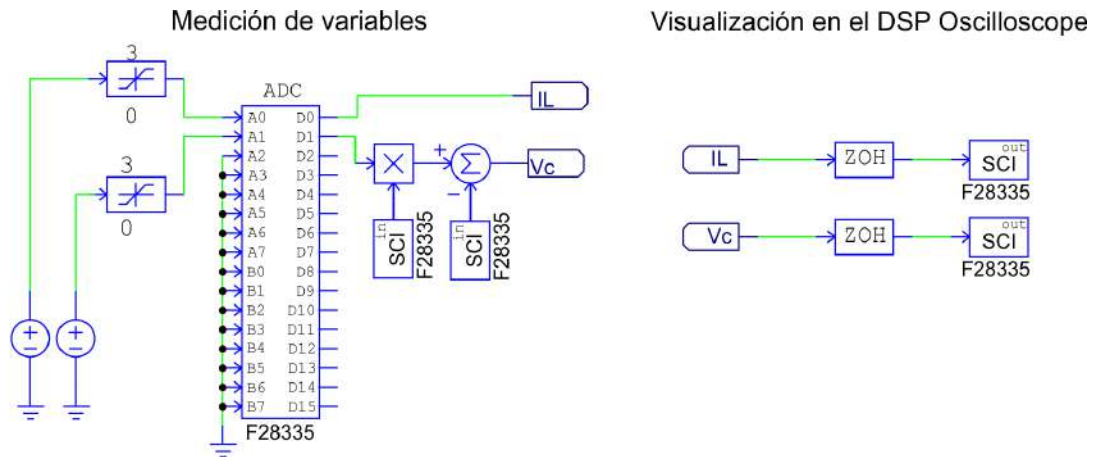 Medición de variables
3
0
3
0
ADC
A0 D0
A1 D1
A2 D2
A3 D3
A4 D4
A5 D5
A6 D6
A7 D7
B0 D8
B1 D9
B2 D10
B3 D11
B4 D12
B5 D13
B6 D14
B7 D15
F28335
IL
Vc
in
SCI
F28335
in
SCI
F28335
Visualización en el DSP Oscilloscope
IL
ZOH
out
SCI
F28335
Vc
ZOH
out
SCI
F28335